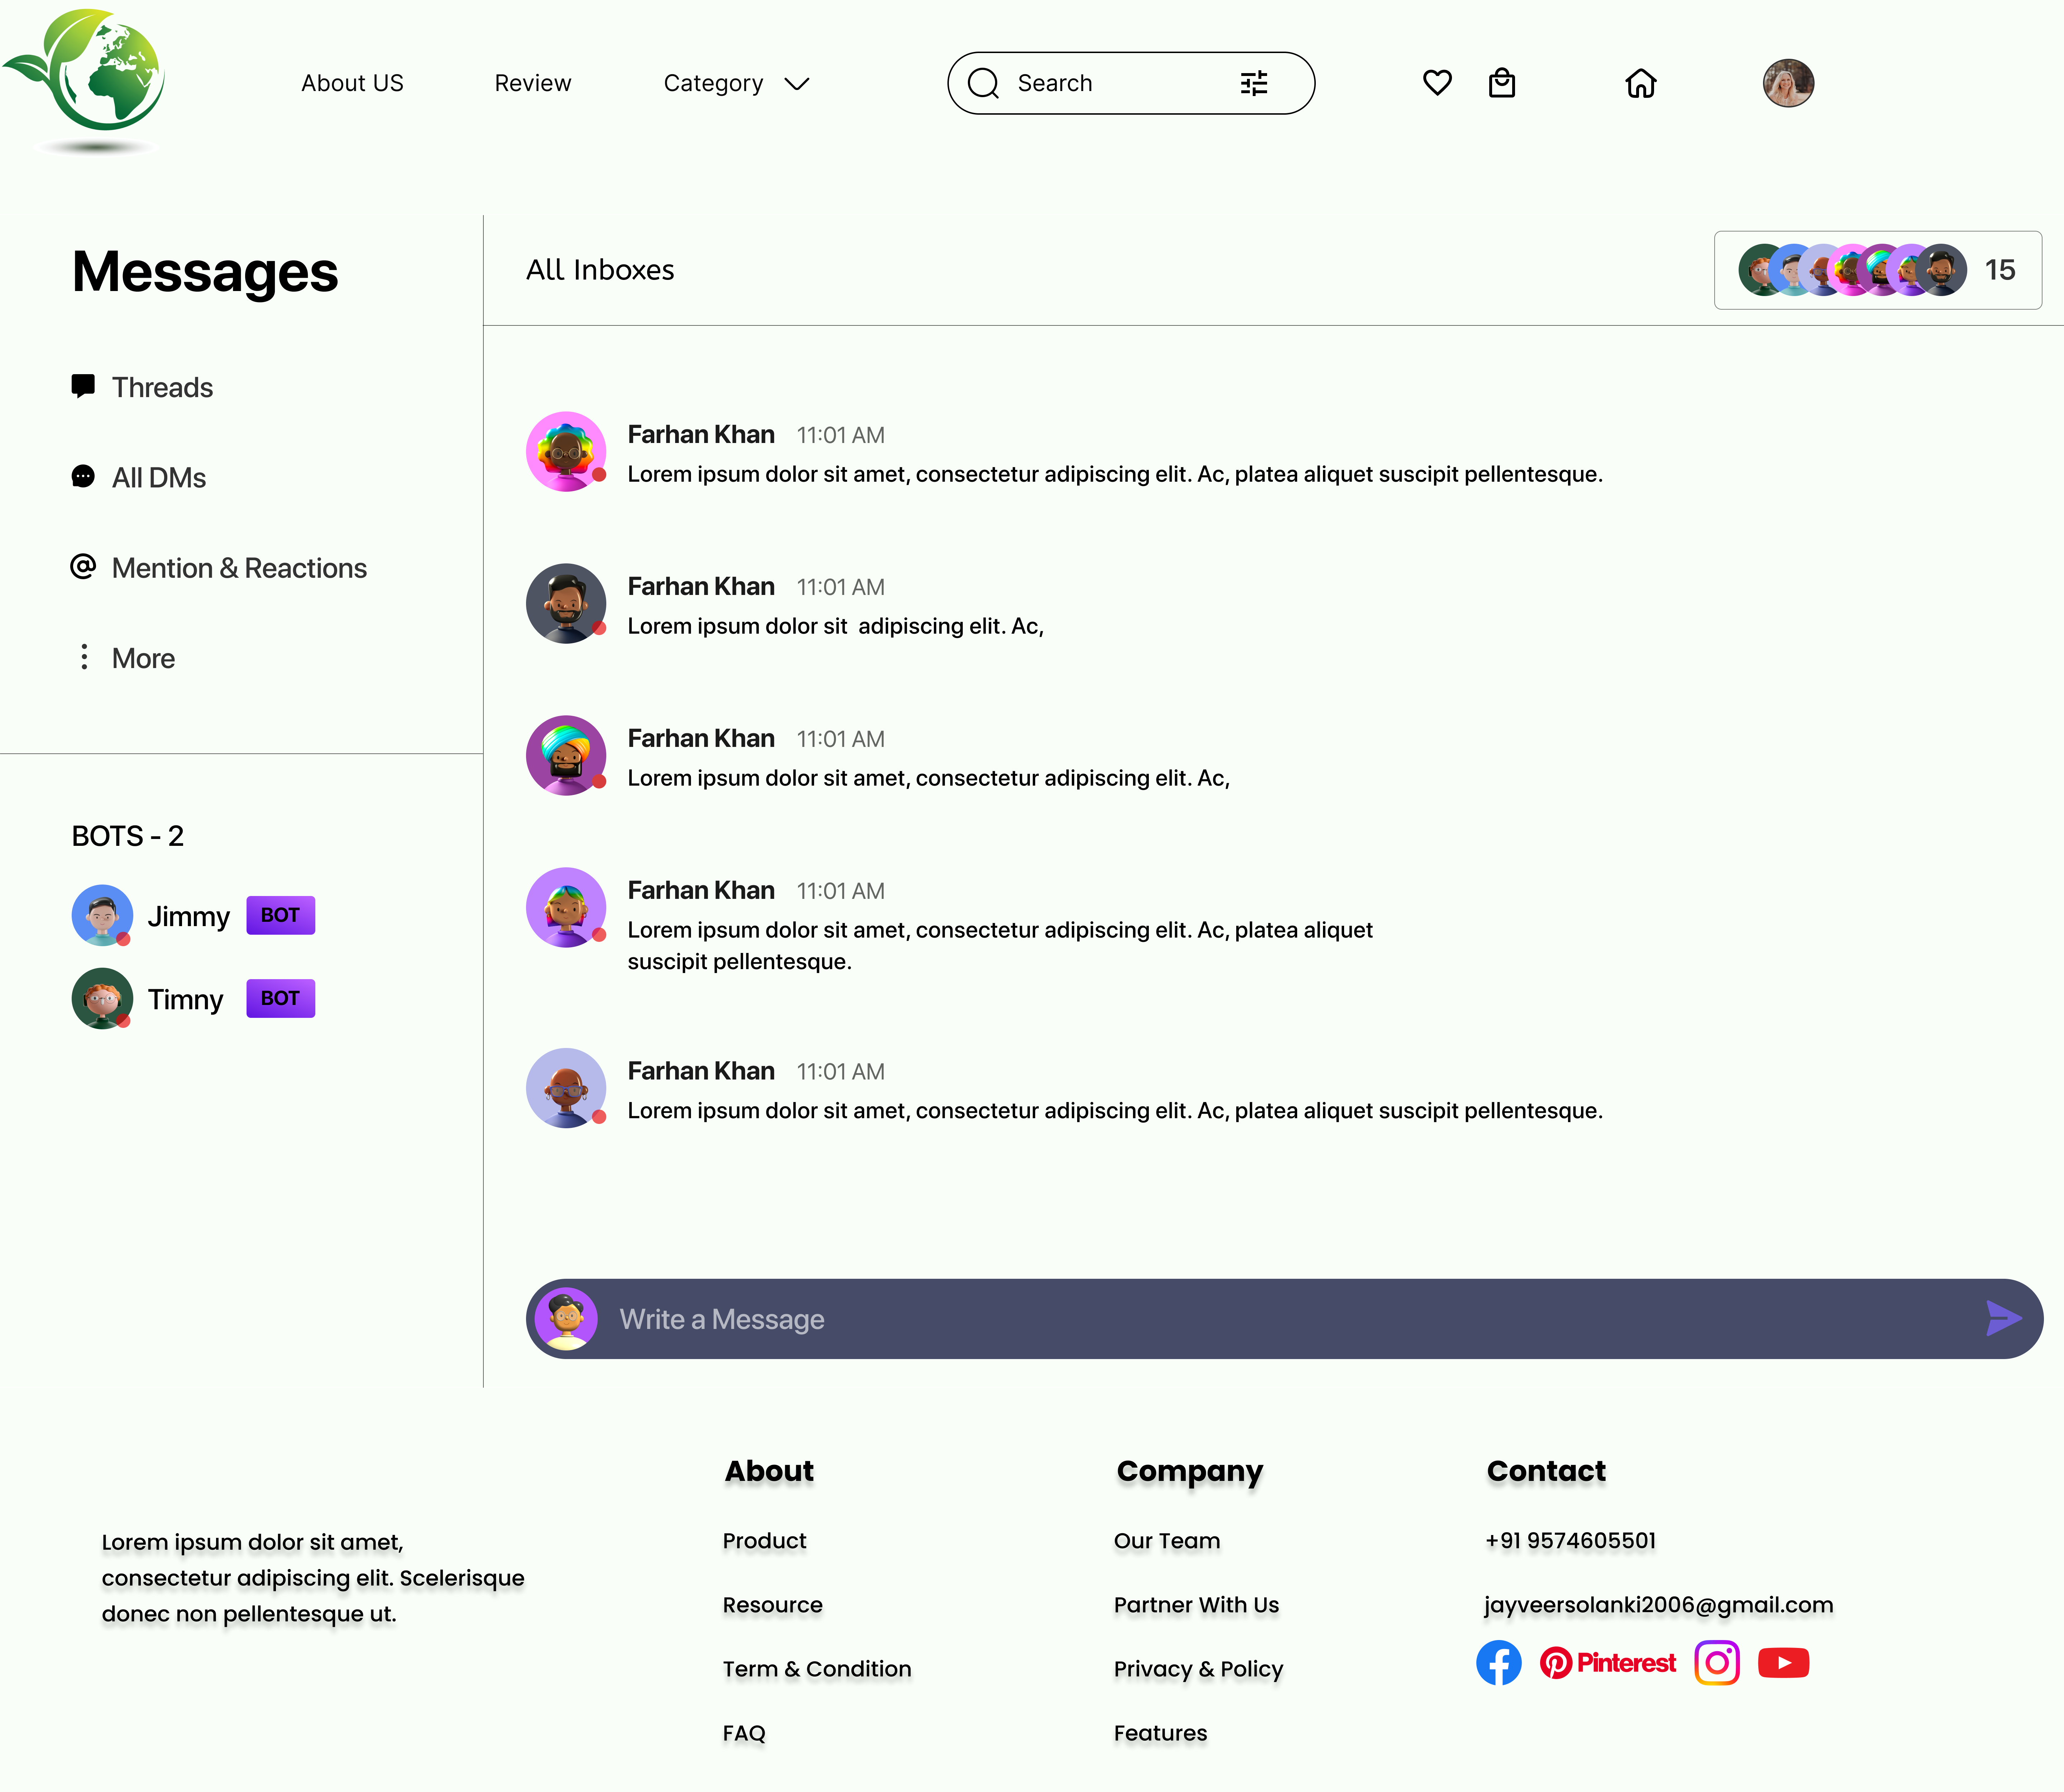 About US
Review
Category
Search
Messages
Threads
All DMs
Mention & Reactions
More
BOTS - 2
Jimmy BOT
Timny BOT
All Inboxes
15
Farhan Khan 11:01 AM
Lorem ipsum dolor sit amet, consectetur adipiscing elit. Ac, platea aliquet suscipit pellentesque.
Farhan Khan 11:01 AM
Lorem ipsum dolor sit  adipiscing elit. Ac,
Farhan Khan 11:01 AM
Lorem ipsum dolor sit amet, consectetur adipiscing elit. Ac,
Farhan Khan 11:01 AM
Lorem ipsum dolor sit amet, consectetur adipiscing elit. Ac, platea aliquet
suscipit pellentesque.
Farhan Khan 11:01 AM
Lorem ipsum dolor sit amet, consectetur adipiscing elit. Ac, platea aliquet suscipit pellentesque.
Write a Message
Lorem ipsum dolor sit amet,
consectetur adipiscing elit. Scelerisque
donec non pellentesque ut.
About
Product
Resource
Term & Condition
FAQ
Company
Our Team
Partner With Us
Privacy & Policy
Features
Contact
+91 9574605501
jayveersolanki2006@gmail.com
Pinterest